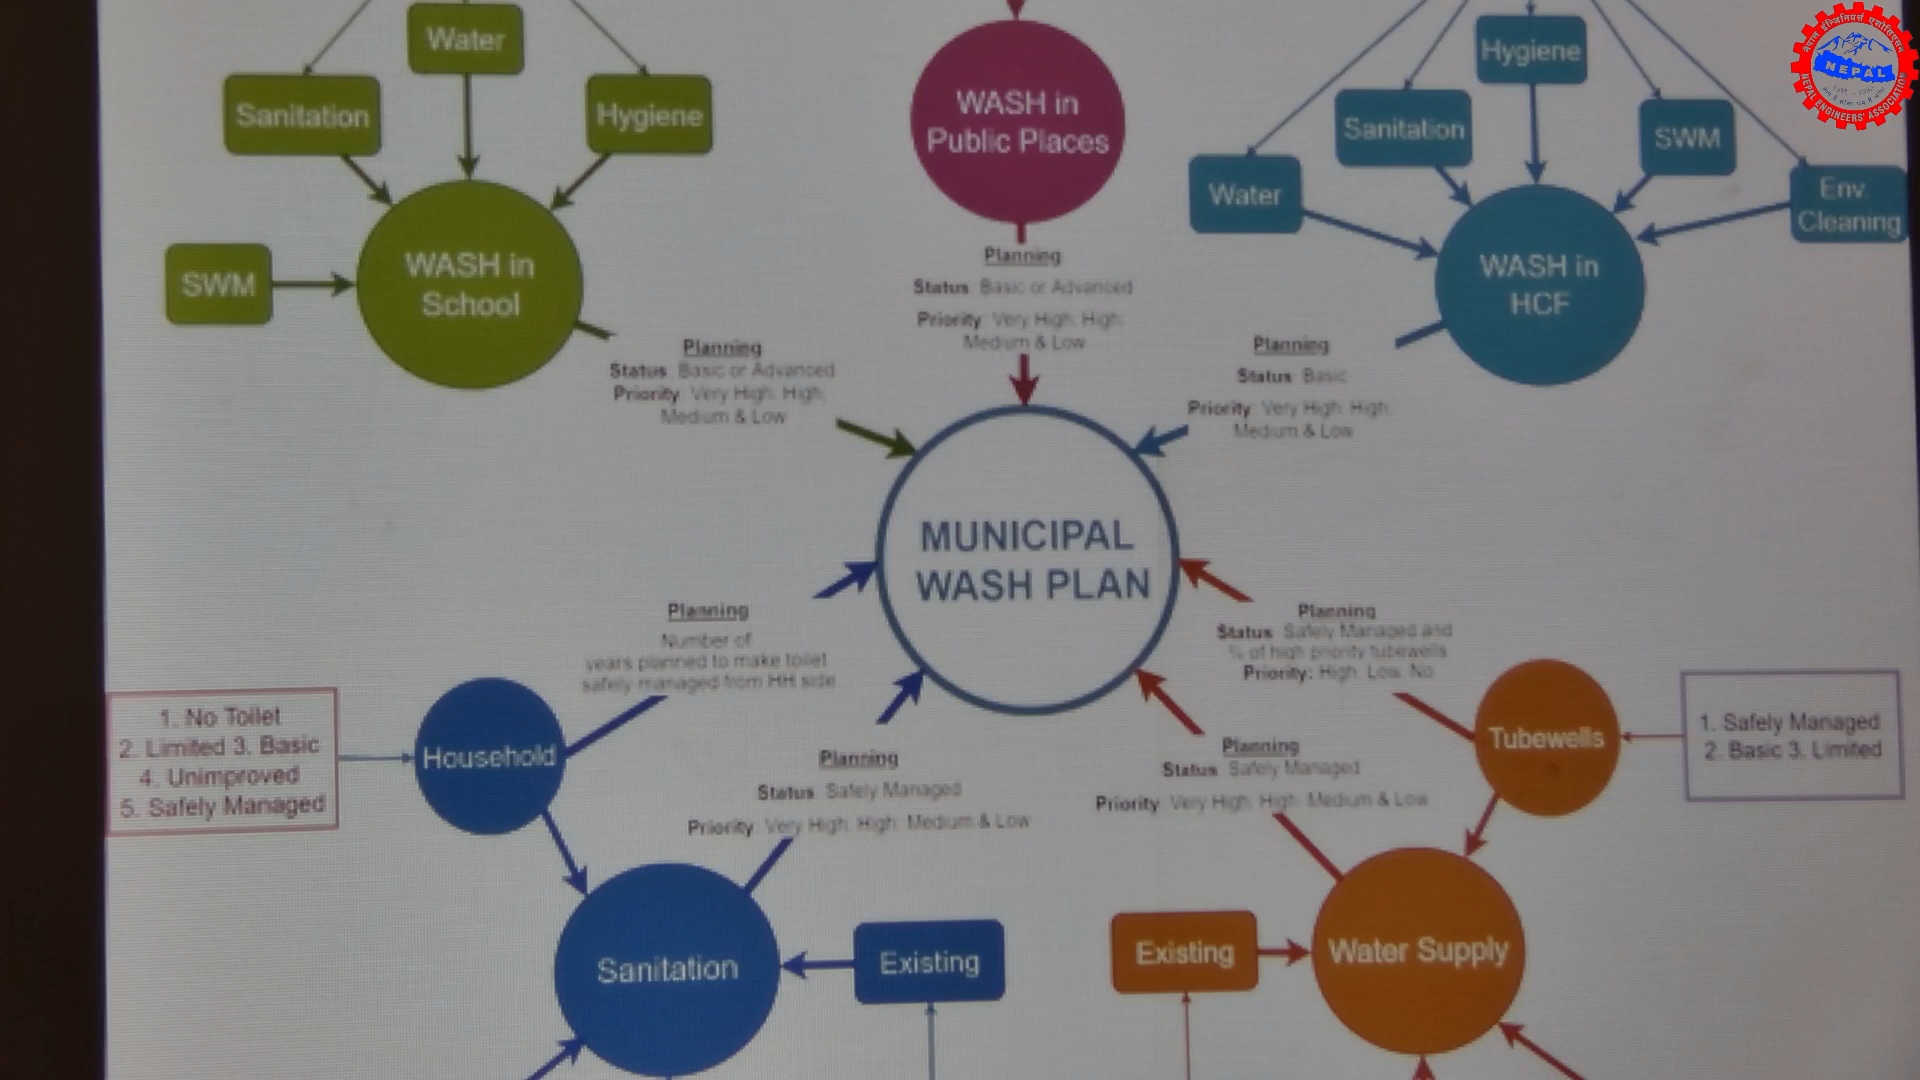 Water
Sanitation
Hygiene
SWM
WASH in
School
Planning
Status Basic or Advanced
Priority Very High, High,
Medium & Low
WASH in
Public Places
Planning
Status Basic or Advanced
Priority Very High, High,
Medium & Low
Hygiene
Sanitation
SWM
Water
Env.
Cleaning
WASH in
HCF
Planning
Status Basic
Priority Very High, High,
Medium & Low
NEPAL
NEPAL ENGINEERS' ASSOCIATION
MUNICIPAL
WASH PLAN
Planning
Number of
years planned to make toilet
safely managed from HH side
1. No Toilet
2. Limited 3. Basic
4. Unimproved
5. Safely Managed
Household
Planning
Status Safely Managed
Priority Very High, High, Medium & Low
Sanitation
Existing
Planning
Status Safely Managed and
% of high priority tubewells
Priority: High, Low, No
Tubewells
1. Safely Managed
2. Basic 3. Limited
Planning
Status Safely Managed
Priority Very High, High, Medium & Low
Existing
Water Supply